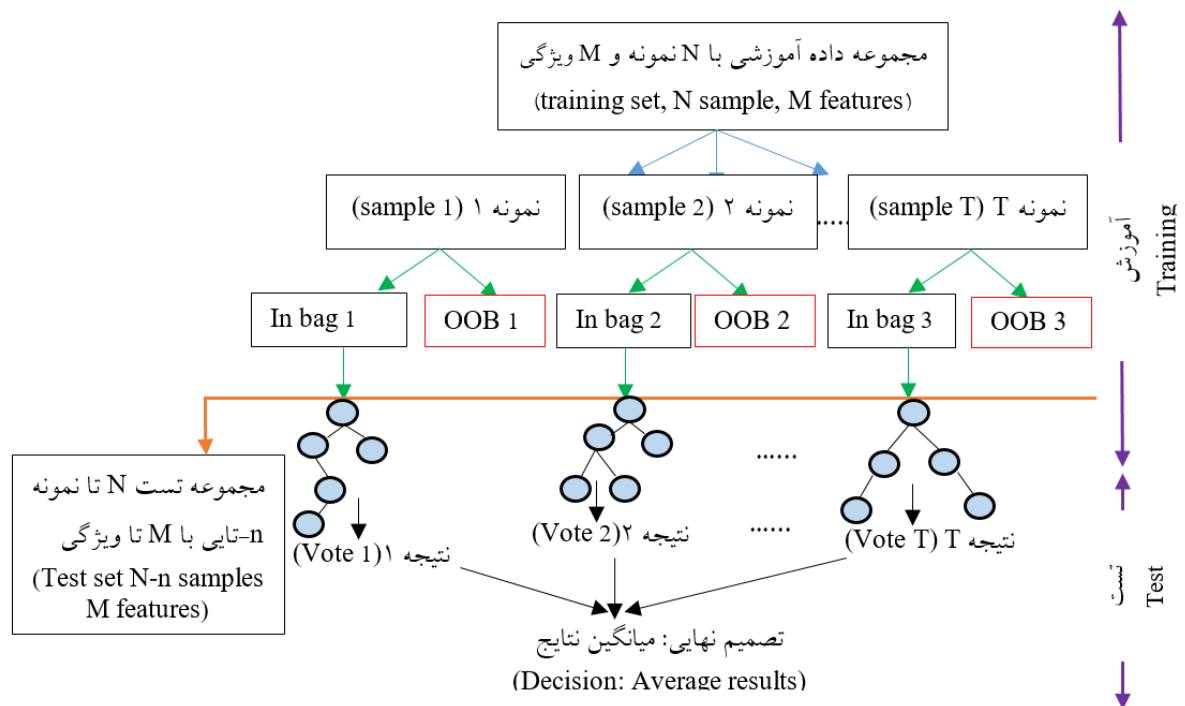 مجموعه داده آموزشی با N نمونه و M ویژگی
(training set, N sample, M features)
نمونه ۱ (sample 1)
نمونه ۲ (sample 2)
.....
نمونه T (sample T)
In bag 1
OOB 1
In bag 2
OOB 2
In bag 3
OOB 3
آموزش
Training
......
مجموعه تست N تا نمونه
n-تایی با M تا ویژگی
(Test set N-n samples
M features)
نتیجه ۱(Vote 1)
نتیجه ۲(Vote 2)
......
نتیجه T (Vote T)
تست
Test
تصمیم نهایی: میانگین نتایج
(Decision: Average results)